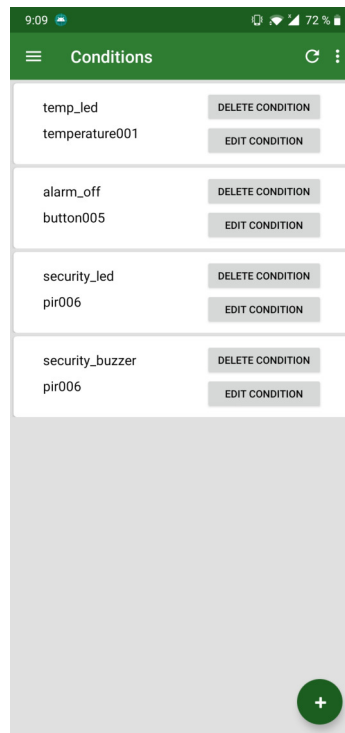 9:09 72 %
Conditions
temp_led DELETE CONDITION
temperature001 EDIT CONDITION
alarm_off DELETE CONDITION
button005 EDIT CONDITION
security_led DELETE CONDITION
pir006 EDIT CONDITION
security_buzzer DELETE CONDITION
pir006 EDIT CONDITION
+